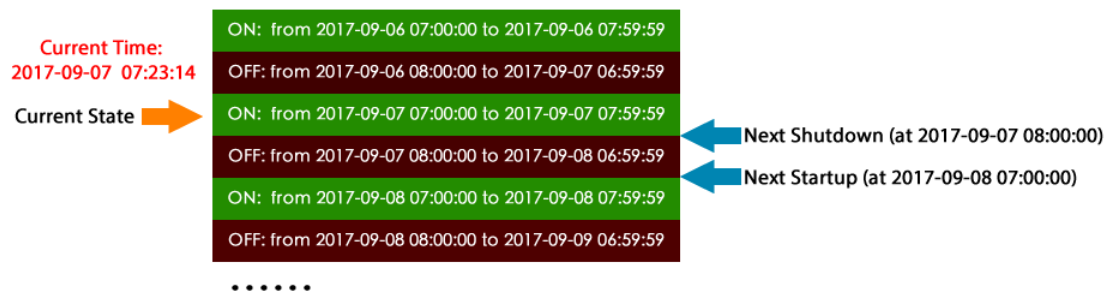 ON:  from 2017-09-06 07:00:00 to 2017-09-06 07:59:59
Current Time:
2017-09-07  07:23:14
OFF: from 2017-09-06 08:00:00 to 2017-09-07 06:59:59
Current State
ON:  from 2017-09-07 07:00:00 to 2017-09-07 07:59:59
Next Shutdown (at 2017-09-07 08:00:00)
OFF: from 2017-09-07 08:00:00 to 2017-09-08 06:59:59
Next Startup (at 2017-09-08 07:00:00)
ON:  from 2017-09-08 07:00:00 to 2017-09-08 07:59:59
OFF: from 2017-09-08 08:00:00 to 2017-09-09 06:59:59
......